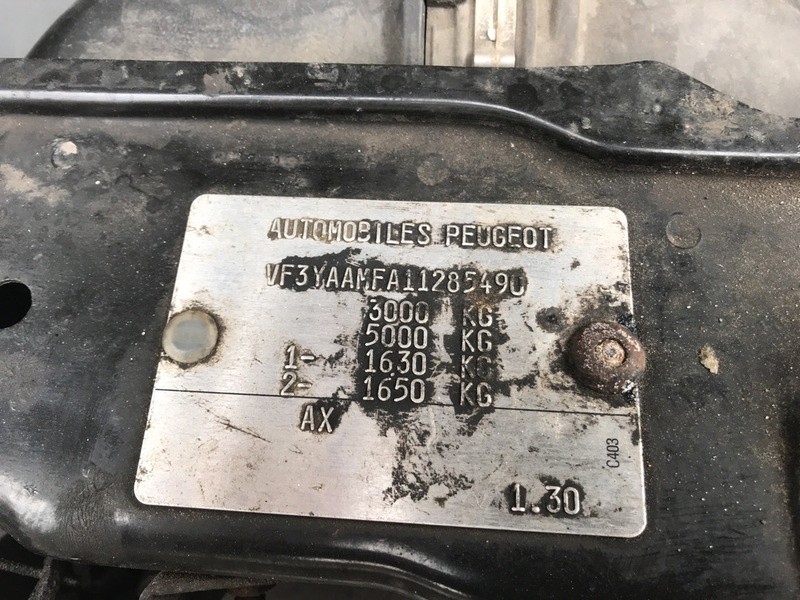 AUTOMOBILES PEUGEOT
VF3YAAMFA11285490
3000 KG
5000 KG
1- 1630 KG
2- 1650 KG
AX
C403
1.30